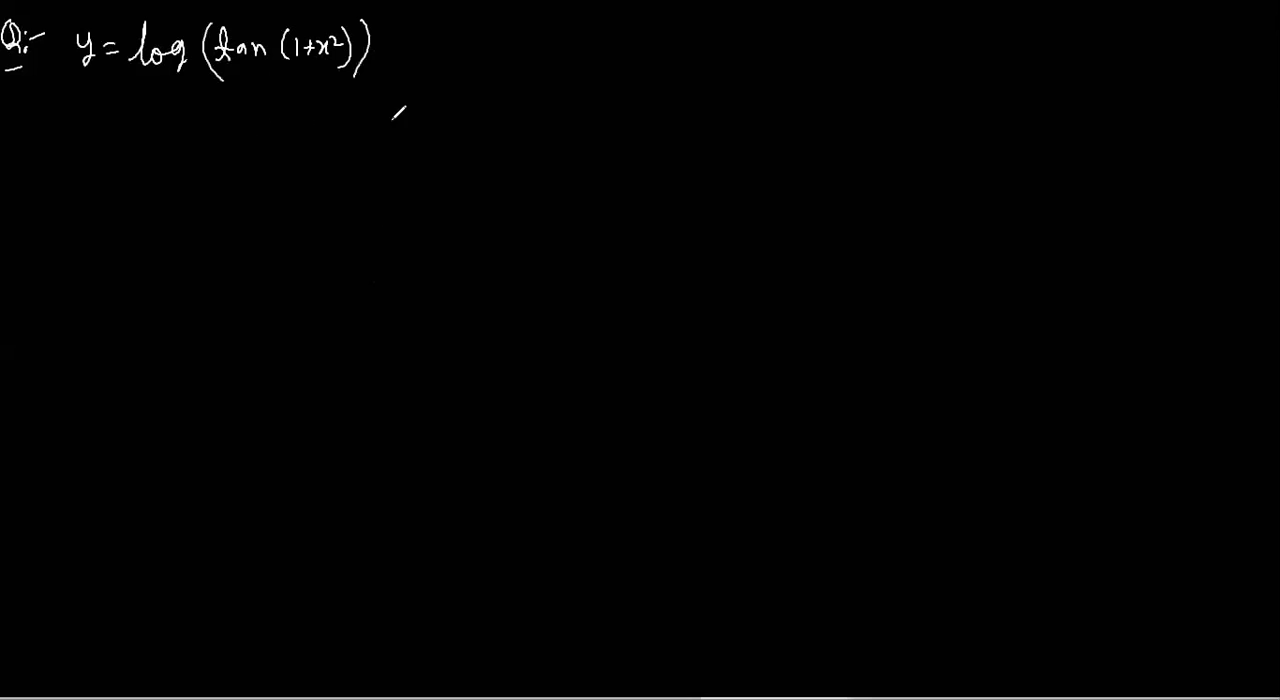 Q:- y = log (tan (1+x²))